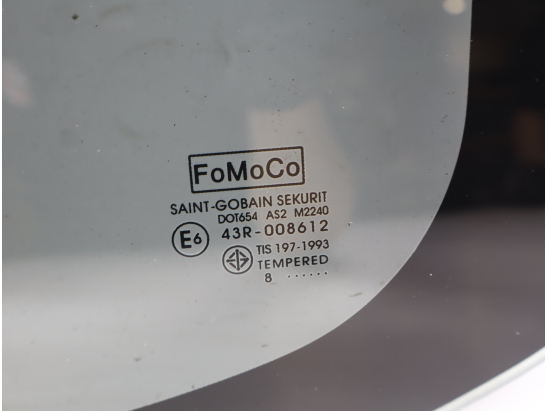 FoMoCo
SAINT-GOBAIN SEKURIT
DOT654 AS2 M2240
E6 43R-008612
TIS 197-1993
TEMPERED
8 ......